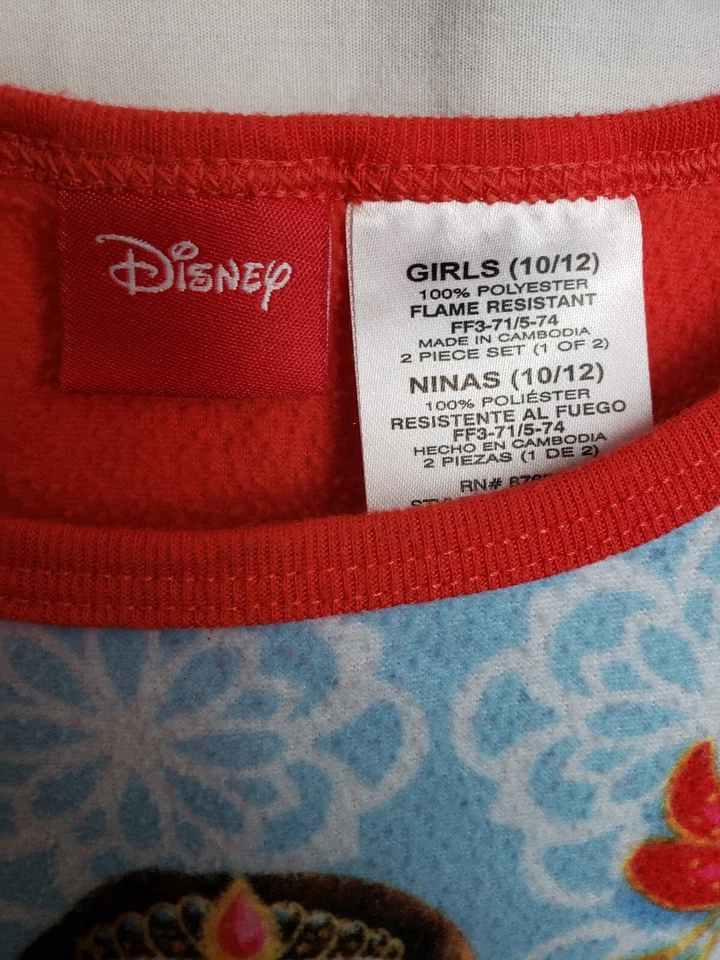 Disney
GIRLS (10/12)
100% POLYESTER
FLAME RESISTANT
FF3-71/5-74
MADE IN CAMBODIA
2 PIECE SET (1 OF 2)
NINAS (10/12)
100% POLIÉSTER
RESISTENTE AL FUEGO
FF3-71/5-74
HECHO EN CAMBODIA
2 PIEZAS (1 DE 2)
RN#